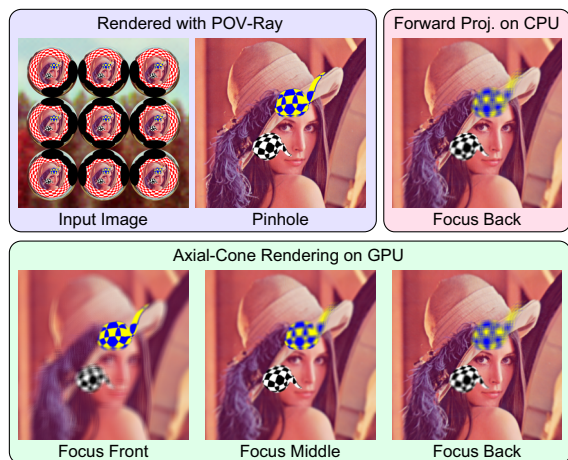 Rendered with POV-Ray
Forward Proj. on CPU
Input Image
Pinhole
Focus Back
Axial-Cone Rendering on GPU
Focus Front
Focus Middle
Focus Back